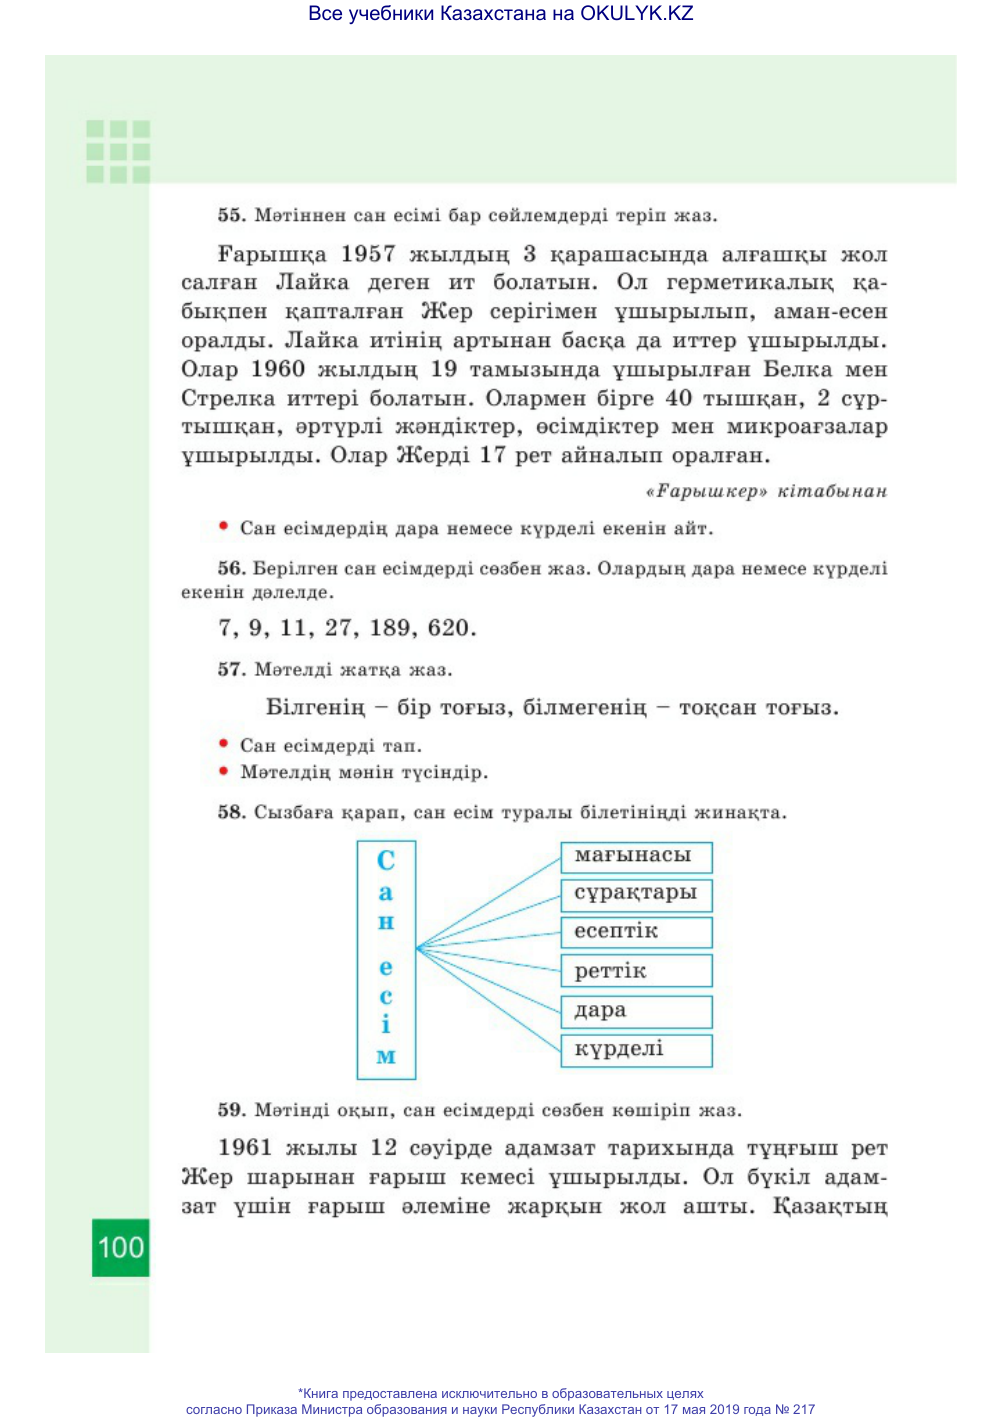 Все учебники Казахстана на OKULYK.KZ
55. Мәтіннен сан есімі бар сөйлемдерді теріп жаз.
Ғарышқа 1957 жылдың 3 қарашасында алғашқы жол
салған Лайка деген ит болатын. Ол герметикалық қа-
бықпен қапталған Жер серігімен ұшырылып, аман-есен
оралды. Лайка итінің артынан басқа да иттер ұшырылды.
Олар 1960 жылдың 19 тамызында ұшырылған Белка мен
Стрелка иттері болатын. Олармен бірге 40 тышқан, 2 сұр-
тышқан, әртүрлі жәндіктер, өсімдіктер мен микроағзалар
ұшырылды. Олар Жерді 17 рет айналып оралған.
«Ғарышкер» кітабынан
• Сан есімдердің дара немесе күрделі екенін айт.
56. Берілген сан есімдерді сөзбен жаз. Олардың дара немесе күрделі
екенін дәлелде.
7, 9, 11, 27, 189, 620.
57. Мәтелді жатқа жаз.
Білгенің – бір тоғыз, білмегенің – тоқсан тоғыз.
• Сан есімдерді тап.
• Мәтелдің мәнін түсіндір.
58. Сызбаға қарап, сан есім туралы білетініңді жинақта.
Сан есім
мағынасы
сұрақтары
есептік
реттік
дара
күрделі
59. Мәтінді оқып, сан есімдерді сөзбен көшіріп жаз.
1961 жылы 12 сәуірде адамзат тарихында тұңғыш рет
Жер шарынан ғарыш кемесі ұшырылды. Ол бүкіл адам-
зат үшін ғарыш әлеміне жарқын жол ашты. Қазақтың
100
*Книга предоставлена исключительно в образовательных целях
согласно Приказа Министра образования и науки Республики Казахстан от 17 мая 2019 года № 217